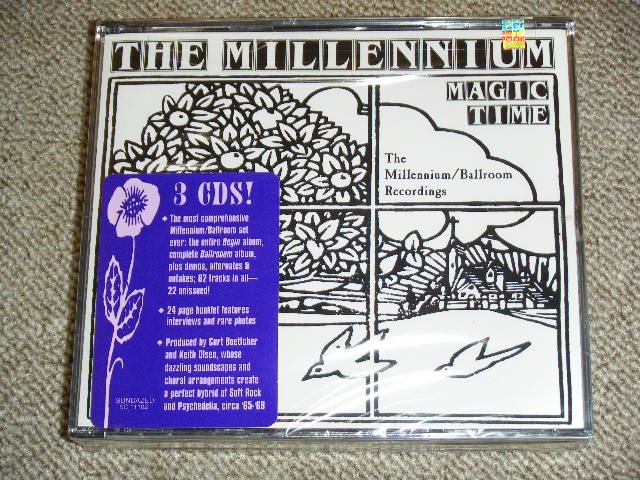 THE MILLENNIUM
MAGIC
TIME
The
Millennium/Ballroom
Recordings
3 CDS!
• The most comprehensive
Millennium/Ballroom set
ever: the entire Begin album,
complete Ballroom album,
plus demos, alternates &
outakes; 62 tracks in all—
22 unissued!
• 24 page booklet features
interviews and rare photos
• Produced by Curt Boettcher
and Keith Olsen, whose
dazzling soundscapes and
choral arrangements create
a perfect hybrid of Soft Rock
and Psychedelia, circa '65-'68
SUNDAZED
SC 11102